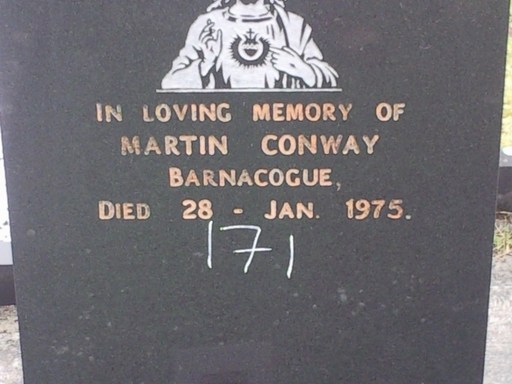 IN LOVING MEMORY OF
MARTIN CONWAY
BARNACOGUE,
DIED 28 - JAN. 1975.
171